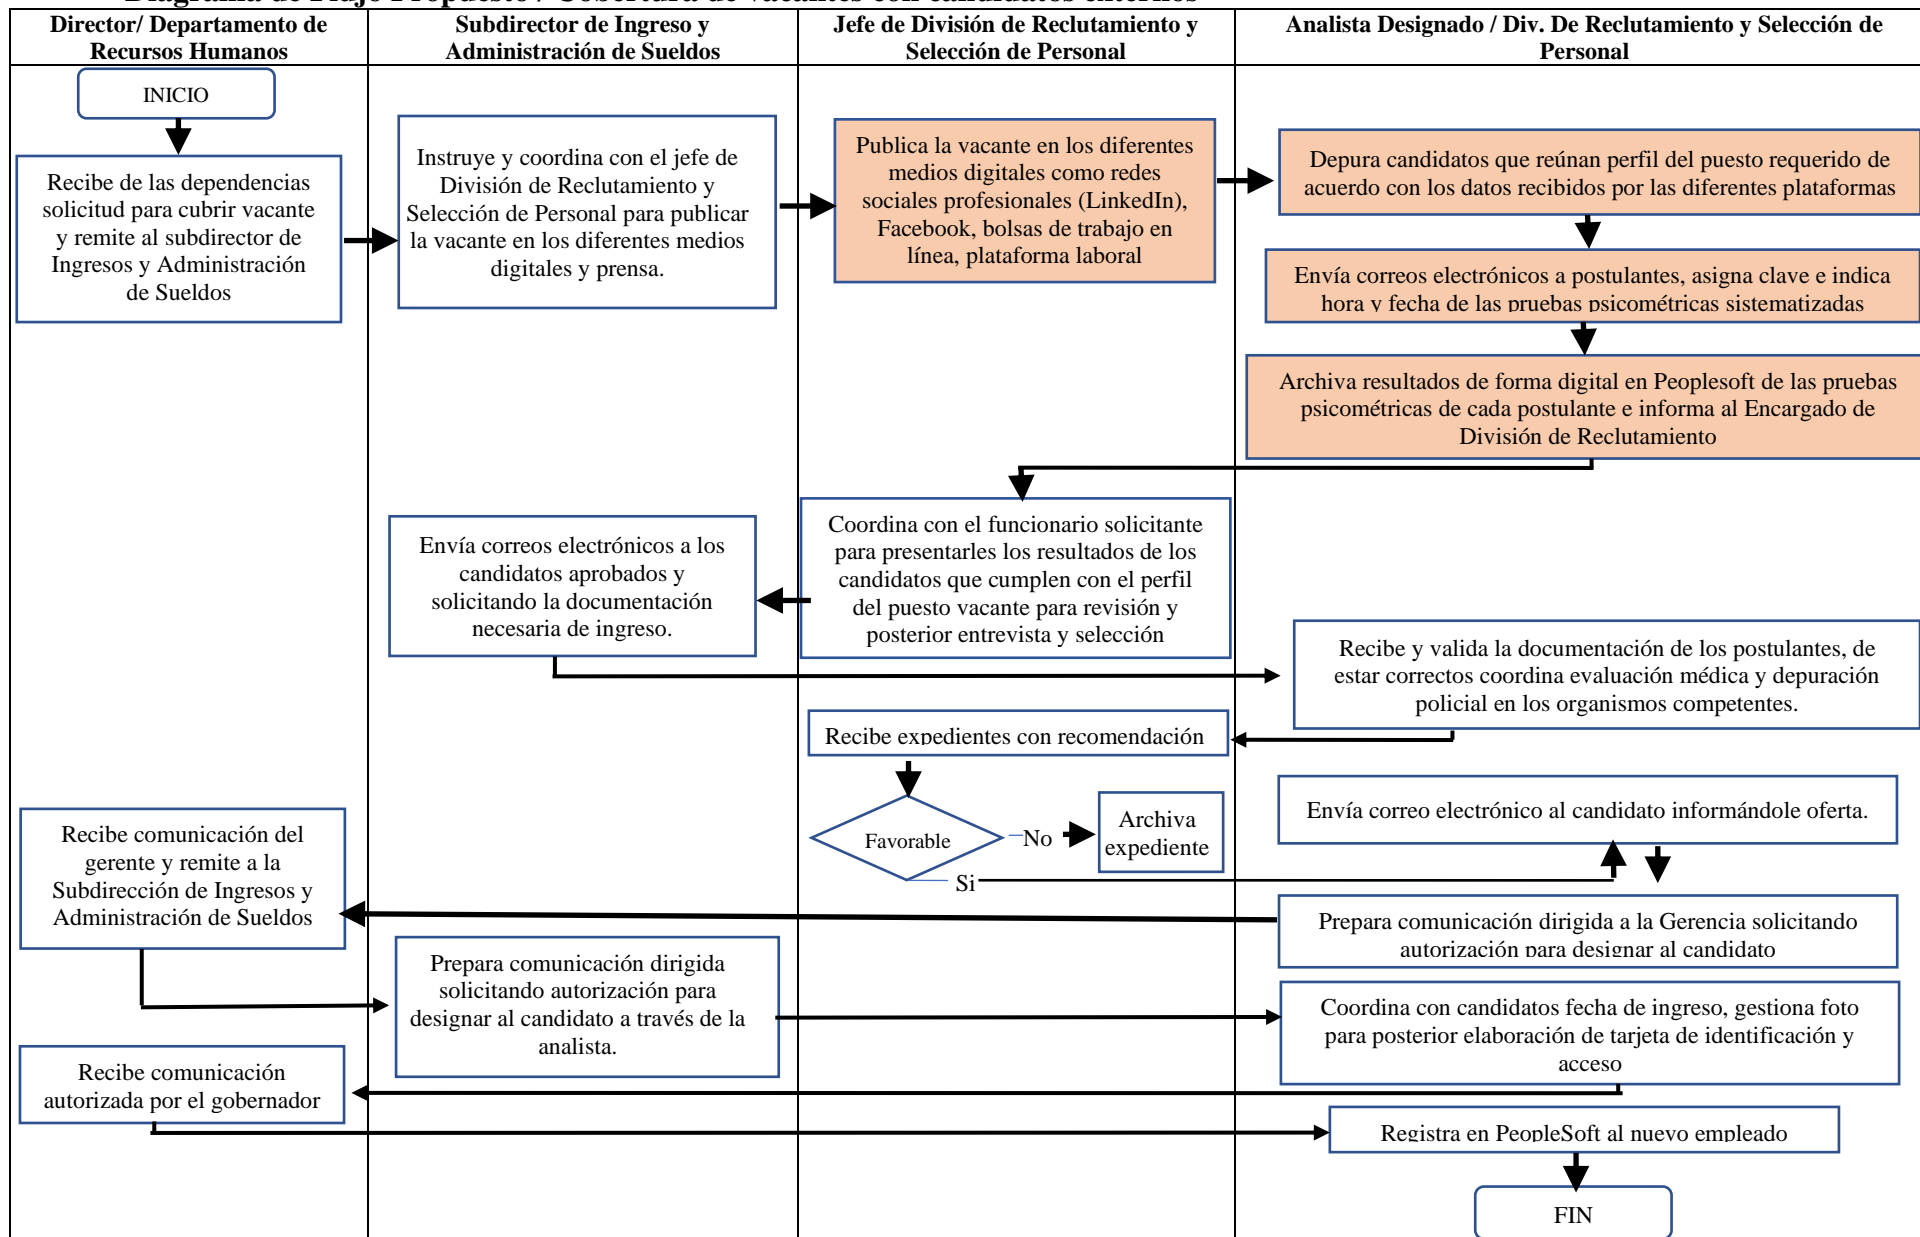 Diagrama de Flujo Propuesto / Cobertura de vacantes con candidatos externos
Director/ Departamento de
Recursos Humanos
Subdirector de Ingreso y
Administración de Sueldos
Jefe de División de Reclutamiento y
Selección de Personal
Analista Designado / Div. De Reclutamiento y Selección de
Personal
INICIO
Recibe de las dependencias
solicitud para cubrir vacante
y remite al subdirector de
Ingresos y Administración
de Sueldos
Instruye y coordina con el jefe de
División de Reclutamiento y
Selección de Personal para publicar
la vacante en los diferentes medios
digitales y prensa.
Publica la vacante en los diferentes
medios digitales como redes
sociales profesionales (LinkedIn),
Facebook, bolsas de trabajo en
línea, plataforma laboral
Depura candidatos que reúnan perfil del puesto requerido de
acuerdo con los datos recibidos por las diferentes plataformas
Envía correos electrónicos a postulantes, asigna clave e indica
hora y fecha de las pruebas psicométricas sistematizadas
Archiva resultados de forma digital en Peoplesoft de las pruebas
psicométricas de cada postulante e informa al Encargado de
División de Reclutamiento
Coordina con el funcionario solicitante
para presentarles los resultados de los
candidatos que cumplen con el perfil
del puesto vacante para revisión y
posterior entrevista y selección
Envía correos electrónicos a los
candidatos aprobados y
solicitando la documentación
necesaria de ingreso.
Recibe y valida la documentación de los postulantes, de
estar correctos coordina evaluación médica y depuración
policial en los organismos competentes.
Recibe expedientes con recomendación
Favorable
No
Archiva
expediente
Si
Envía correo electrónico al candidato informándole oferta.
Prepara comunicación dirigida a la Gerencia solicitando
autorización para designar al candidato
Recibe comunicación del
gerente y remite a la
Subdirección de Ingresos y
Administración de Sueldos
Prepara comunicación dirigida
solicitando autorización para
designar al candidato a través de la
analista.
Coordina con candidatos fecha de ingreso, gestiona foto
para posterior elaboración de tarjeta de identificación y
acceso
Recibe comunicación
autorizada por el gobernador
Registra en PeopleSoft al nuevo empleado
FIN